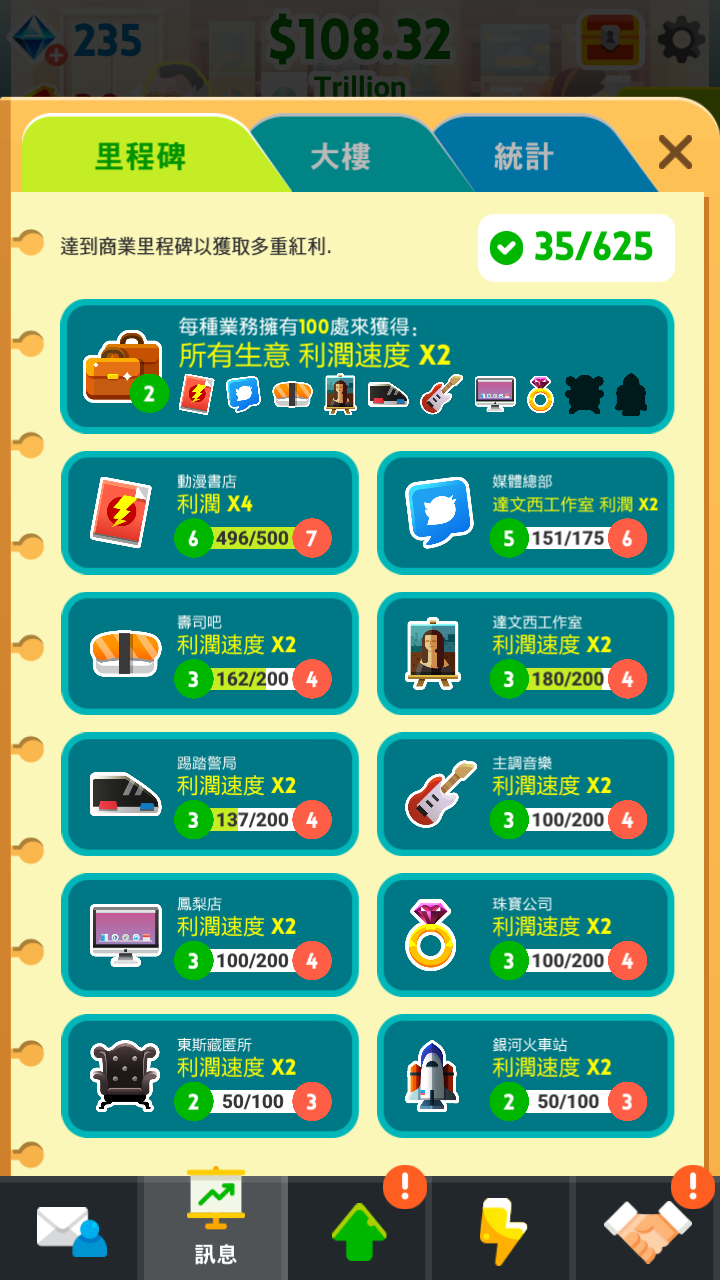 235
$108.32
Trillion
里程碑
大樓
統計
達到商業里程碑以獲取多重紅利.
35/625
每種業務擁有100處來獲得:
所有生意 利潤速度 X2
2
動漫書店
利潤 X4
6 496/500 7
媒體總部
達文西工作室 利潤 X2
5 151/175 6
壽司吧
利潤速度 X2
3 162/200 4
達文西工作室
利潤速度 X2
3 180/200 4
踢踏警局
利潤速度 X2
3 137/200 4
主調音樂
利潤速度 X2
3 100/200 4
鳳梨店
利潤速度 X2
3 100/200 4
珠寶公司
利潤速度 X2
3 100/200 4
東斯藏匿所
利潤速度 X2
2 50/100 3
銀河火車站
利潤速度 X2
2 50/100 3
訊息
!
!